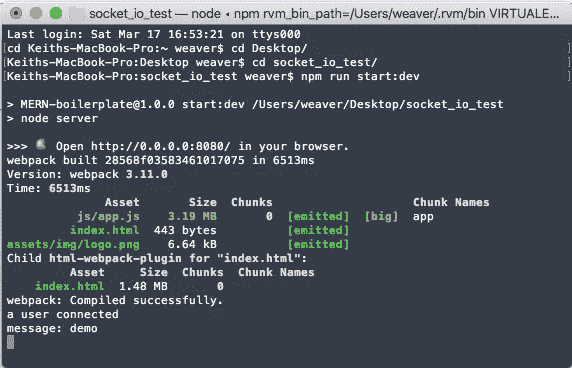 socket_io_test — node • npm rvm_bin_path=/Users/weaver/.rvm/bin VIRTUALE...
Last login: Sat Mar 17 16:53:21 on ttys000
[cd Keiths-MacBook-Pro:~ weaver$ cd Desktop/ ]
[Keiths-MacBook-Pro:Desktop weaver$ cd socket_io_test/ ]
[Keiths-MacBook-Pro:socket_io_test weaver$ npm run start:dev ]
> MERN-boilerplate@1.0.0 start:dev /Users/weaver/Desktop/socket_io_test
> node server
>>> Open http://0.0.0.0:8080/ in your browser.
webpack built 28568f03583461017075 in 6513ms
Version: webpack 3.11.0
Time: 6513ms
Asset Size Chunks Chunk Names
js/app.js 3.19 MB 0 [emitted] [big] app
index.html 443 bytes [emitted]
assets/img/logo.png 6.64 kB [emitted]
Child html-webpack-plugin for "index.html":
Asset Size Chunks Chunk Names
index.html 1.48 MB 0
webpack: Compiled successfully.
a user connected
message: demo